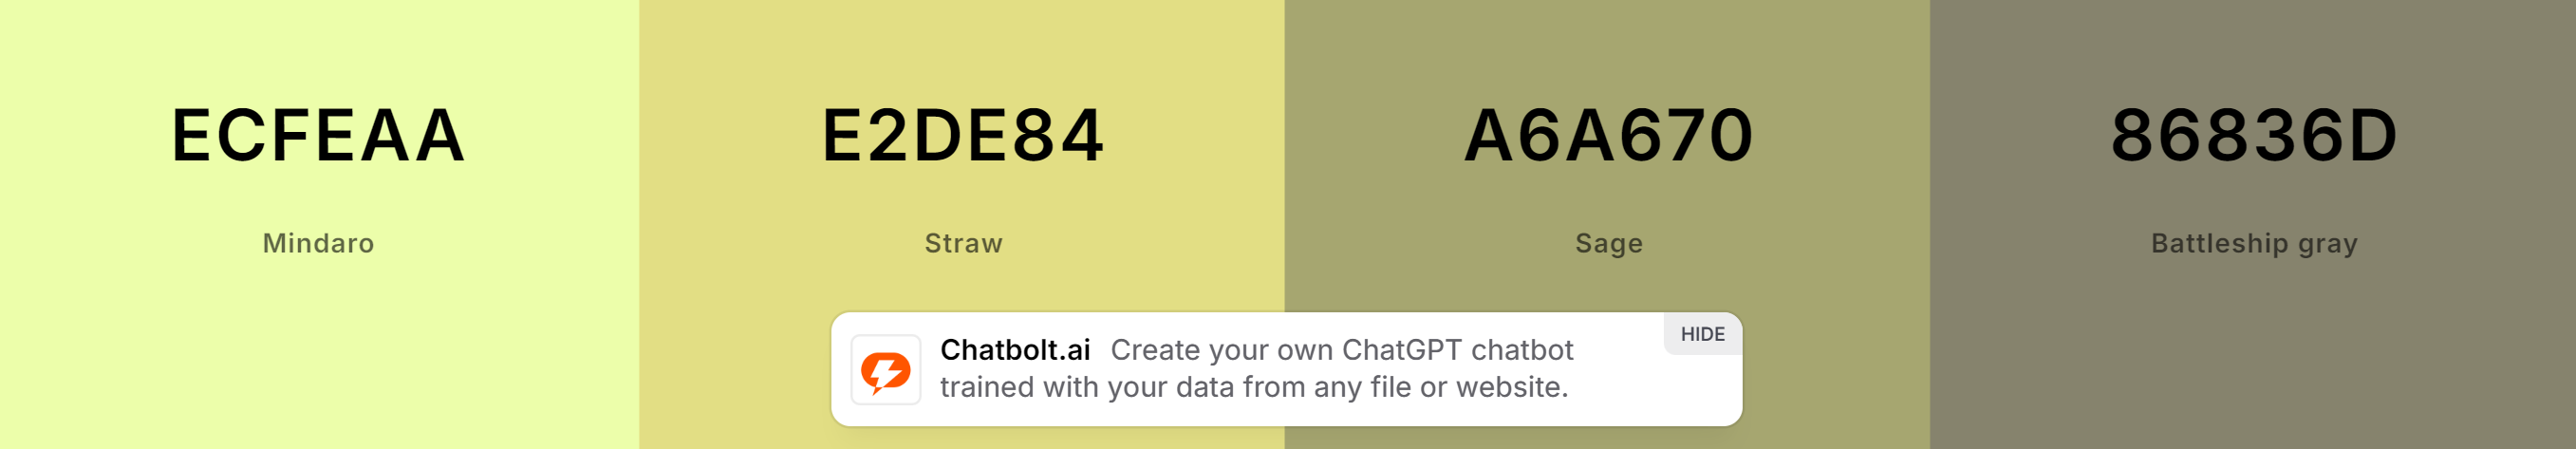 ECFEAA
Mindaro
E2DE84
Straw
A6A670
Sage
86836D
Battleship gray
Chatbolt.ai Create your own ChatGPT chatbot
trained with your data from any file or website.
HIDE